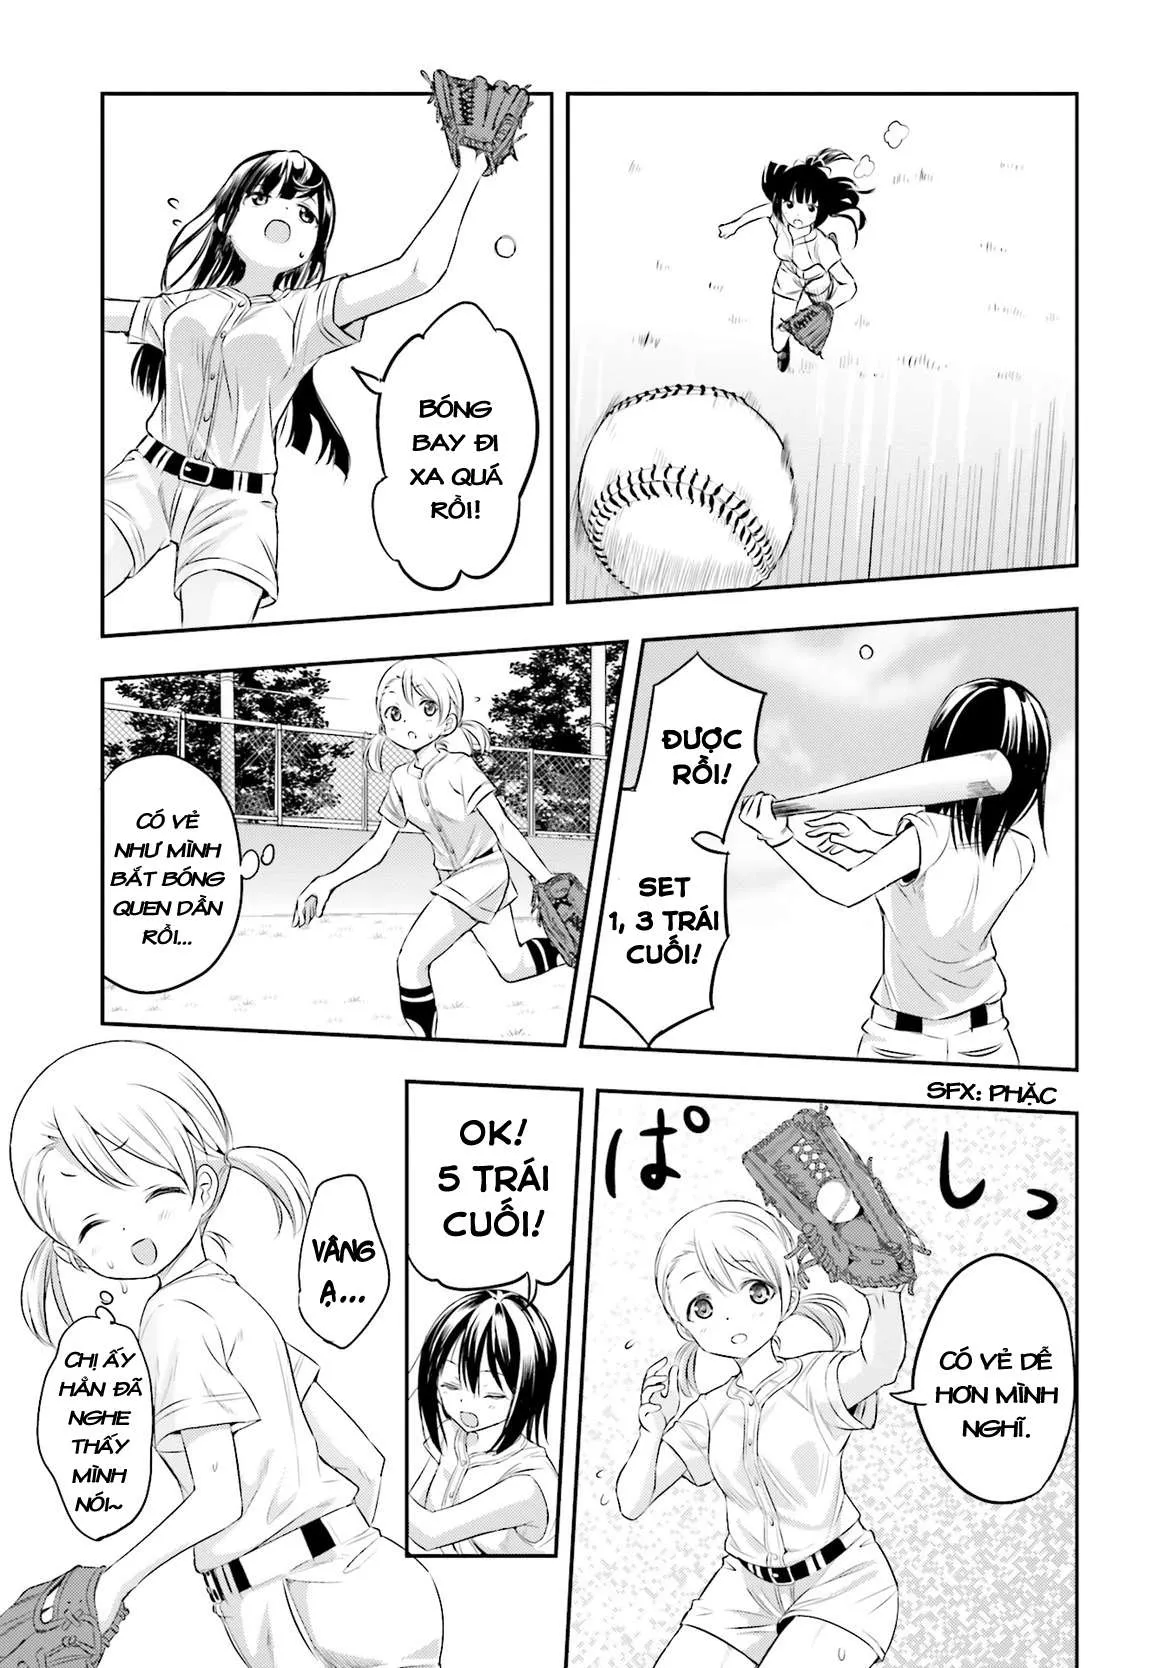 BÓNG
BAY ĐI
XA QUÁ
RỒI!
ĐƯỢC
RỒI!
SET
1, 3 TRÁI
CUỐI!
CÓ VẺ
NHƯ MÌNH
BẮT BÓNG
QUEN DẦN
RỒI...
SFX: PHẶC
ぱしっ
CÓ VẺ DỄ
HƠN MÌNH
NGHĨ.
OK!
5 TRÁI
CUỐI!
VÂNG
Ạ...
CHỊ ẤY
HẲN ĐÃ
NGHE
THẤY
MÌNH
NÓI~